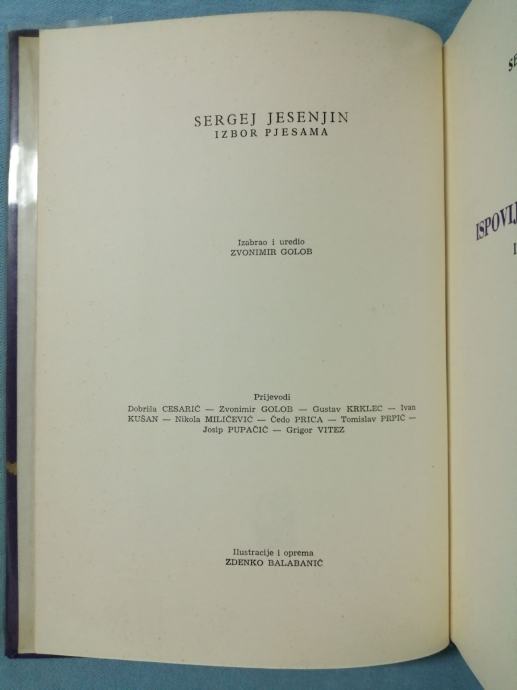 SERGEJ JESENJIN
IZBOR PJESAMA
Izabrao i uredio
ZVONIMIR GOLOB
Prijevodi
Dobriša CESARIĆ — Zvonimir GOLOB — Gustav KRKLEC — Ivan
KUŠAN — Nikola MILIĆEVIĆ — Čedo PRICA — Tomislav PRPIĆ —
Josip PUPAČIĆ — Grigor VITEZ
Ilustracije i oprema
ZDENKO BALABANIĆ